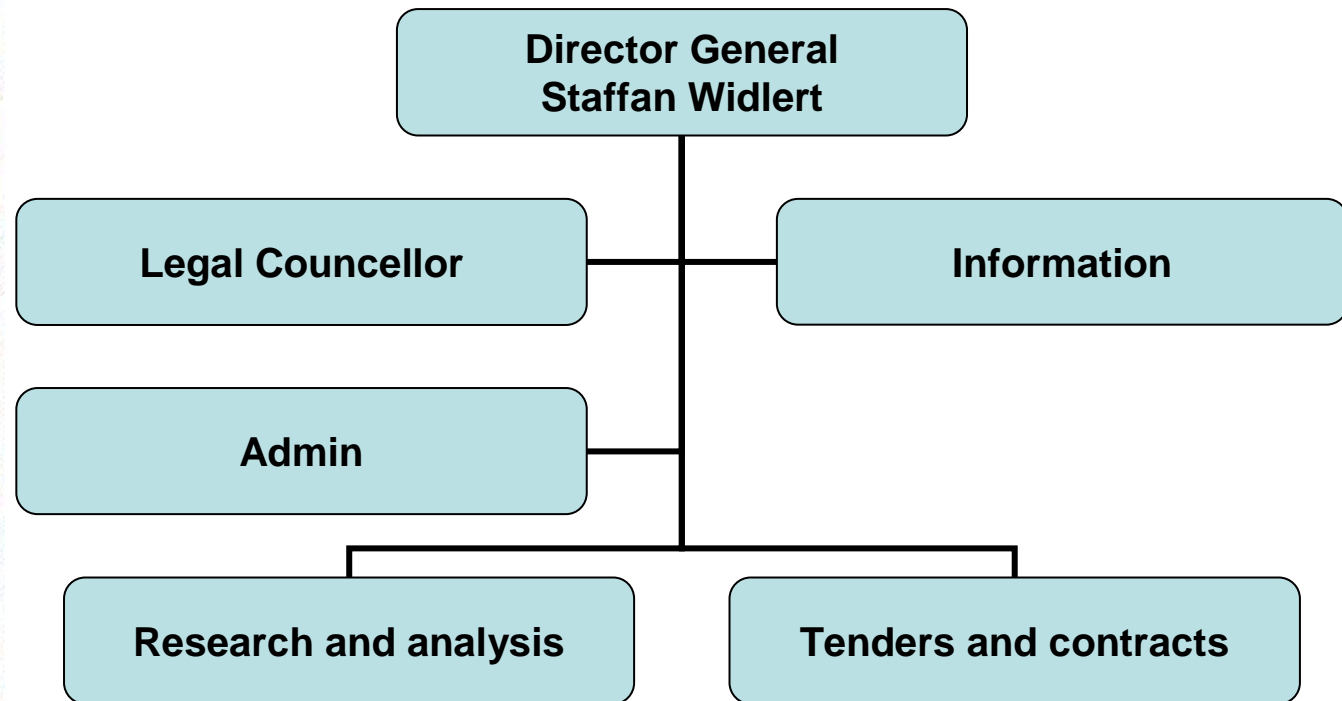 Director General
Staffan Widlert
Legal Councellor
Information
Admin
Research and analysis
Tenders and contracts